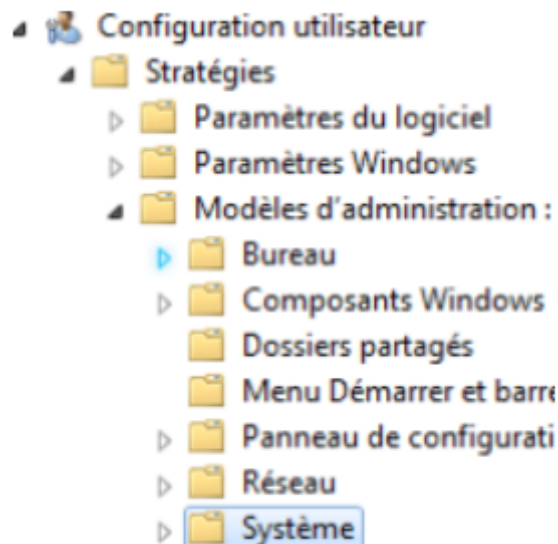 Configuration utilisateur
Stratégies
Paramètres du logiciel
Paramètres Windows
Modèles d'administration :
Bureau
Composants Windows
Dossiers partagés
Menu Démarrer et barre
Panneau de configurati
Réseau
Système